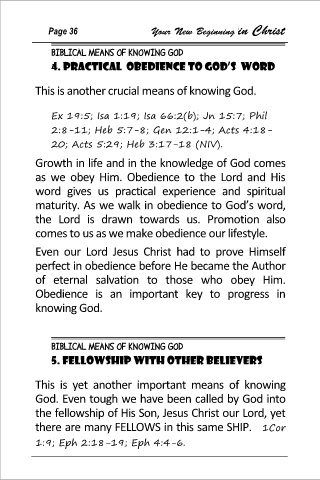 Page 36 Your New Beginning in Christ
BIBLICAL MEANS OF KNOWING GOD
4. PRACTICAL OBEDIENCE TO GOD'S WORD
This is another crucial means of knowing God.
Ex 19:5; Isa 1:19; Isa 66:2(b); Jn 15:7; Phil
2:8-11; Heb 5:7-8; Gen 12:1-4; Acts 4:18-
20; Acts 5:29; Heb 3:17-18 (NIV).
Growth in life and in the knowledge of God comes
as we obey Him. Obedience to the Lord and His
word gives us practical experience and spiritual
maturity. As we walk in obedience to God's word,
the Lord is drawn towards us. Promotion also
comes to us as we make obedience our lifestyle.
Even our Lord Jesus Christ had to prove Himself
perfect in obedience before He became the Author
of eternal salvation to those who obey Him.
Obedience is an important key to progress in
knowing God.
BIBLICAL MEANS OF KNOWING GOD
5. FELLOWSHIP WITH OTHER BELIEVERS
This is yet another important means of knowing
God. Even tough we have been called by God into
the fellowship of His Son, Jesus Christ our Lord, yet
there are many FELLOWS in this same SHIP. 1Cor
1:9; Eph 2:18-19; Eph 4:4-6.